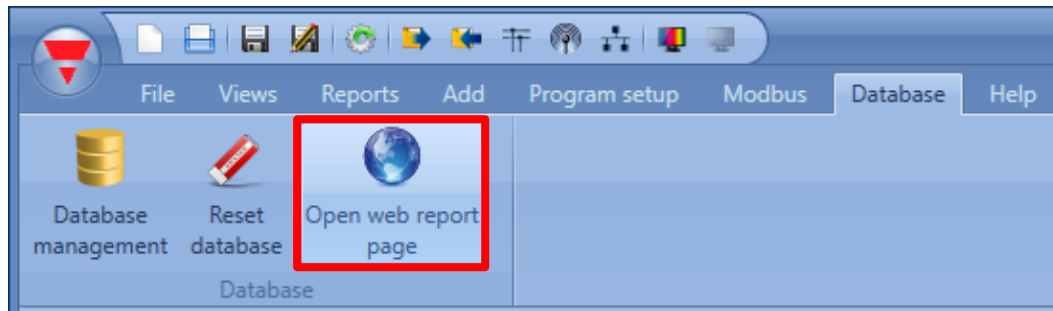 File Views Reports Add Program setup Modbus Database Help
Database management
Reset database
Open web report page
Database